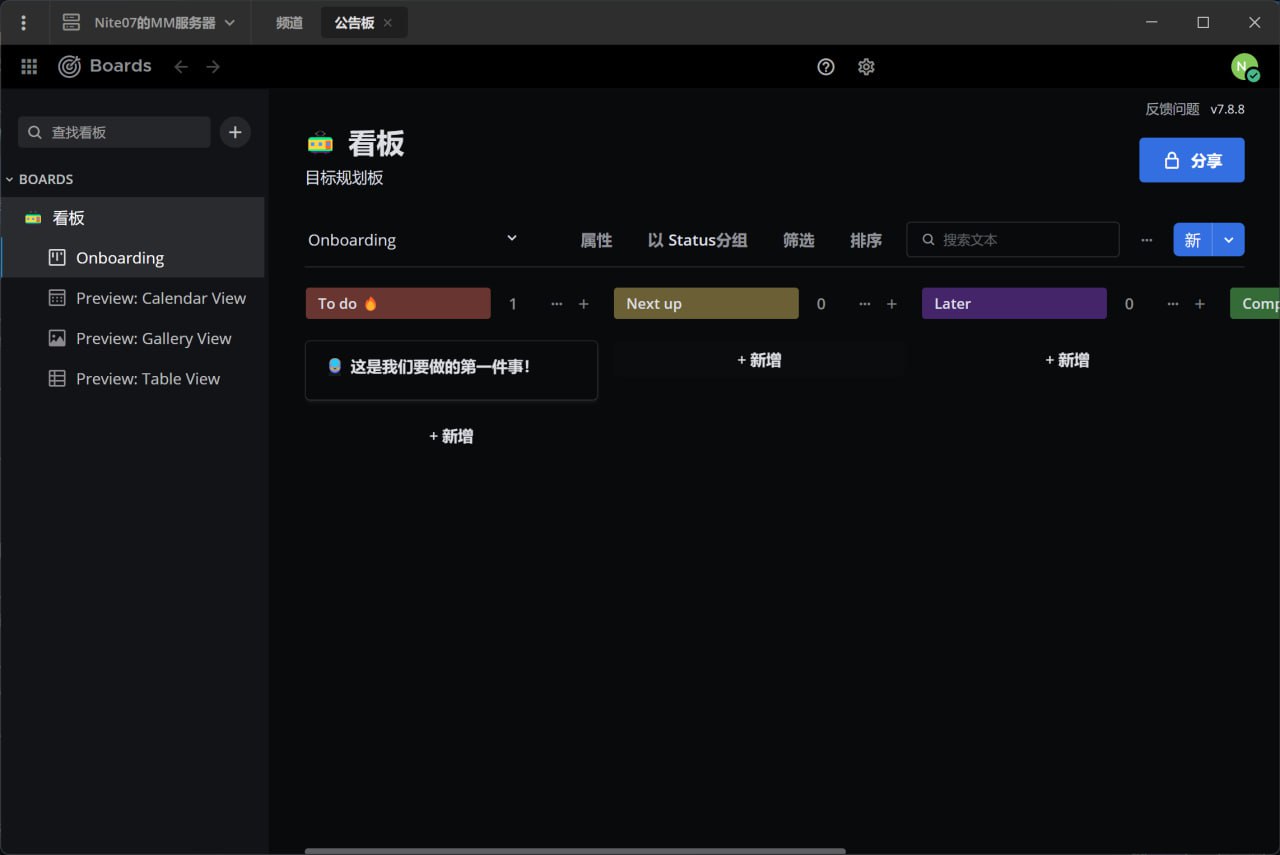 Nite07的MM服务器
频道
公告板
Boards
N
反馈问题 v7.8.8
查找看板
看板
目标规划板
分享
BOARDS
看板
Onboarding
Preview: Calendar View
Preview: Gallery View
Preview: Table View
Onboarding
属性
以 Status分组
筛选
排序
搜索文本
新
To do 1
Next up 0
Later 0
Comp
这是我们要做的第一件事！
+ 新增
+ 新增
+ 新增